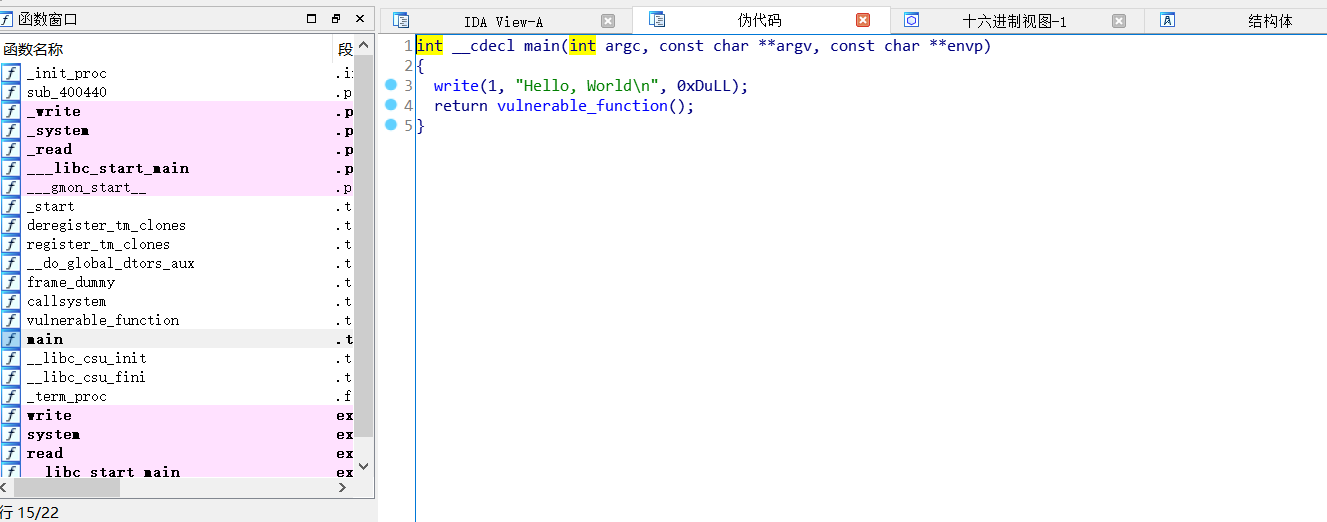 函数窗口
函数名称 段
f _init_proc .i
f sub_400440 .p
f _write .p
f _system .p
f _read .p
f ___libc_start_main .p
f ___gmon_start__ .p
f _start .t
f deregister_tm_clones .t
f register_tm_clones .t
f __do_global_dtors_aux .t
f frame_dummy .t
f callsystem .t
f vulnerable_function .t
f main .t
f __libc_csu_init .t
f __libc_csu_fini .t
f _term_proc .f
f write ex
f system ex
f read ex
f __libc_start_main ex
行 15/22
IDA View-A 伪代码 十六进制视图-1 A 结构体
1 int __cdecl main(int argc, const char **argv, const char **envp)
2 {
3 write(1, "Hello, World\n", 0xDuLL);
4 return vulnerable_function();
5 }